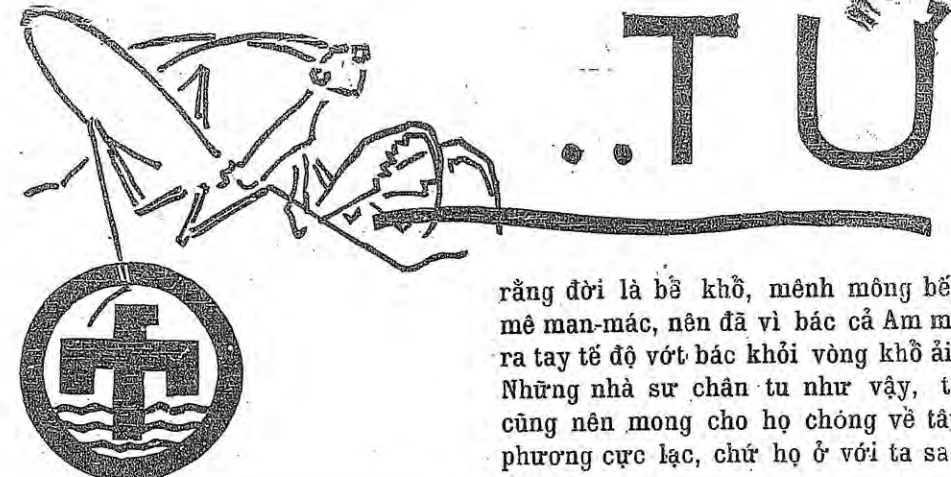 ..TỪ
rằng đời là bể khổ, mênh mông bế
mê man-mác, nên đã vì bác cả Am m
ra tay tế độ vớt bác khỏi vòng khổ ải
Những nhà sư chân tu như vậy, t
cũng nên mong cho họ chóng về tâ
phương cực lạc, chứ họ ở với ta sa